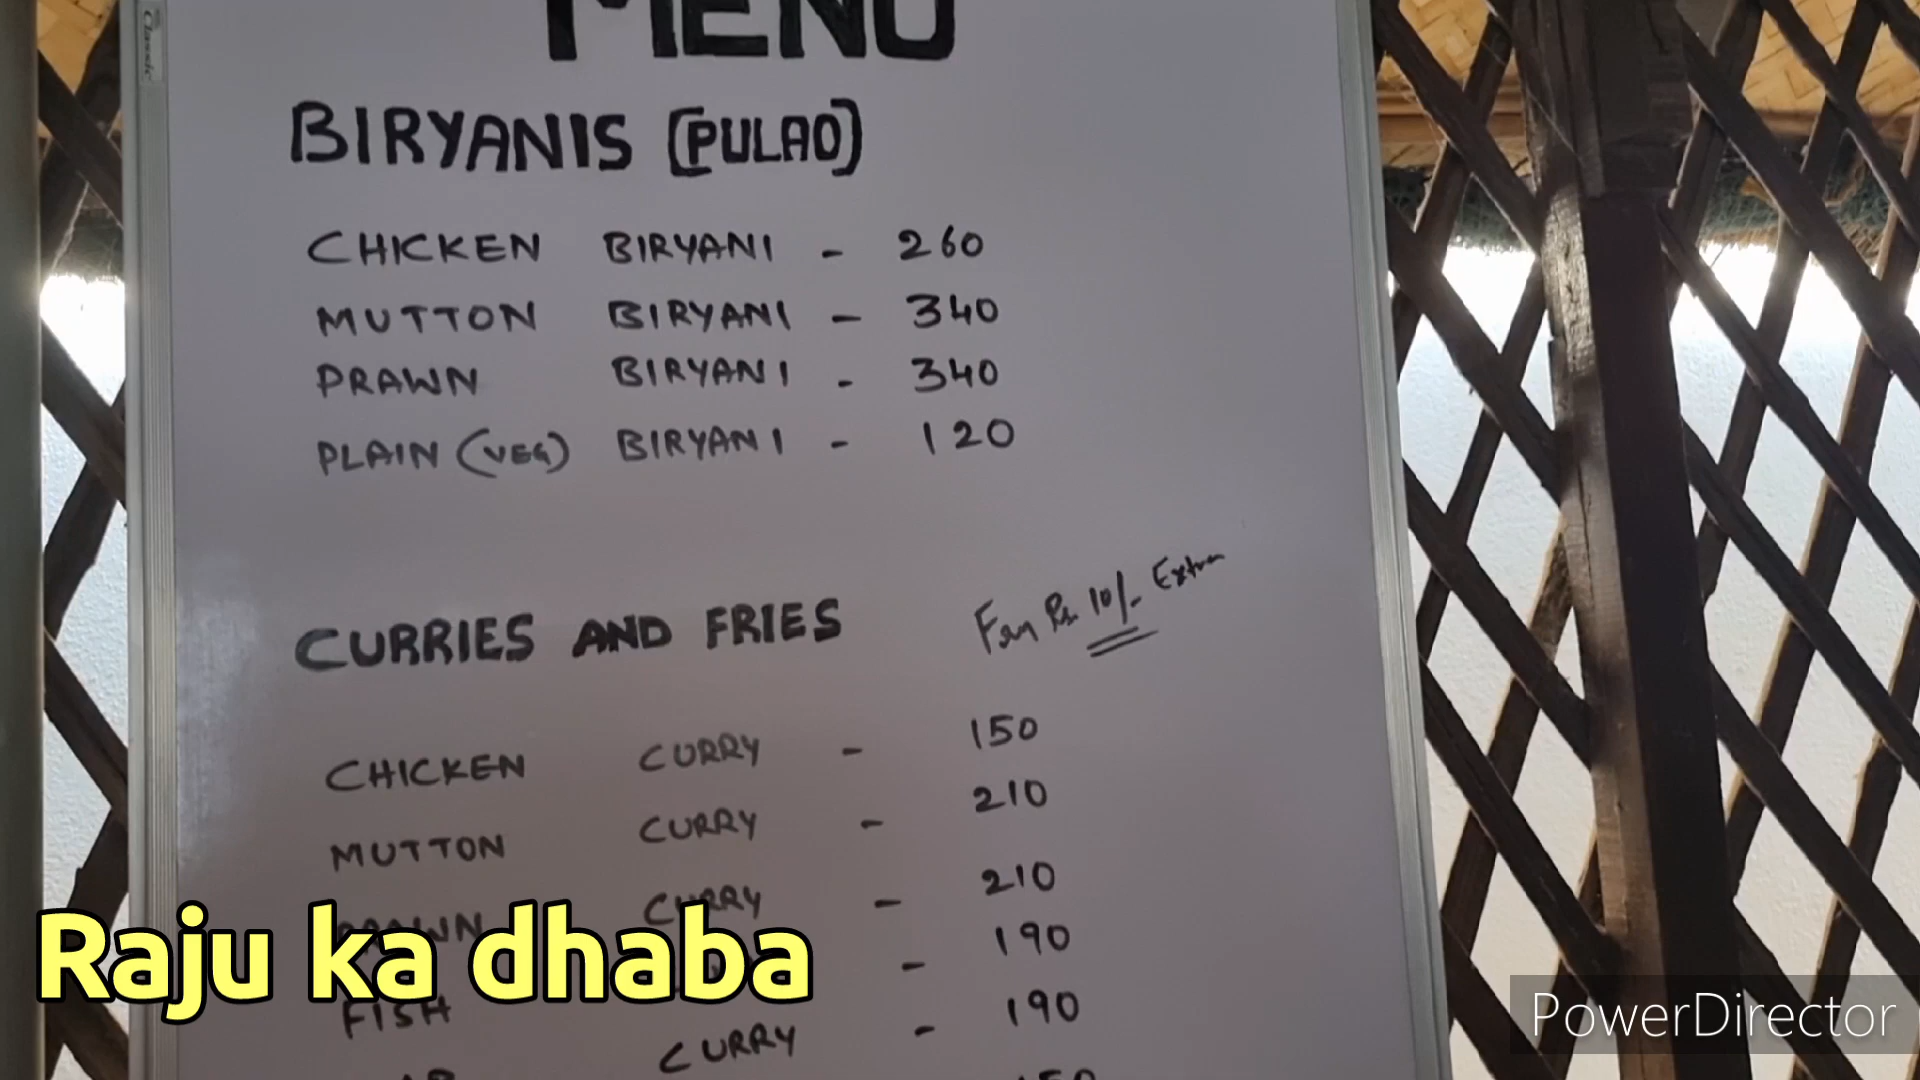 Classic
MENU
BIRYANIS (PULAO)
CHICKEN BIRYANI - 260
MUTTON BIRYANI - 340
PRAWN BIRYANI - 340
PLAIN (VEG) BIRYANI - 120
CURRIES AND FRIES
Rs. 10/- Extra
CHICKEN CURRY - 150
MUTTON CURRY - 210
PRAWN CURRY - 210
FISH - 190
CURRY - 190
Raju ka dhaba
PowerDirector